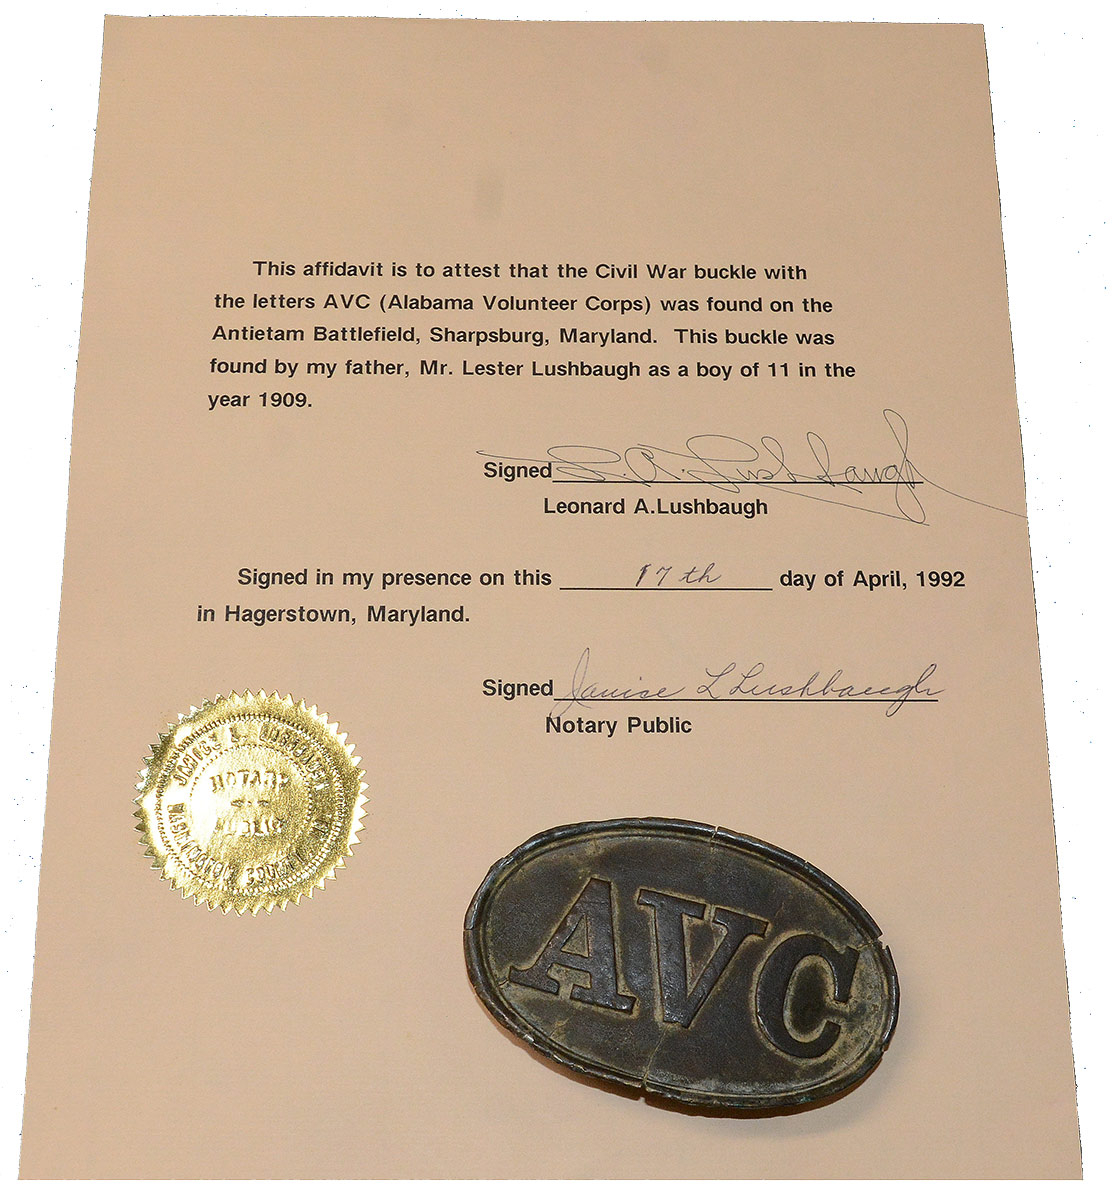 This affidavit is to attest that the Civil War buckle with
the letters AVC (Alabama Volunteer Corps) was found on the
Antietam Battlefield, Sharpsburg, Maryland. This buckle was
found by my father, Mr. Lester Lushbaugh as a boy of 11 in the
year 1909.
Signed L. A. Lushbaugh
Leonard A.Lushbaugh
Signed in my presence on this 17th day of April, 1992
in Hagerstown, Maryland.
Signed Janise L Lushbaugh
Notary Public
NOTARY
PUBLIC
AVC